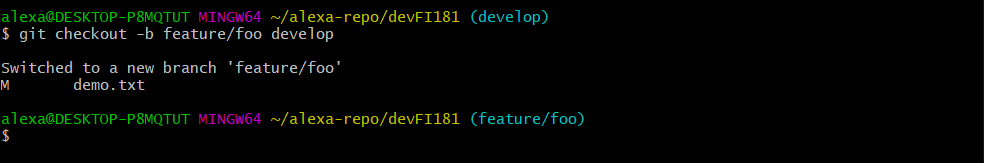 alexa@DESKTOP-P8MQTUT MINGW64 ~/alexa-repo/devFI181 (develop)
$ git checkout -b feature/foo develop
Switched to a new branch 'feature/foo'
M       demo.txt
alexa@DESKTOP-P8MQTUT MINGW64 ~/alexa-repo/devFI181 (feature/foo)
$